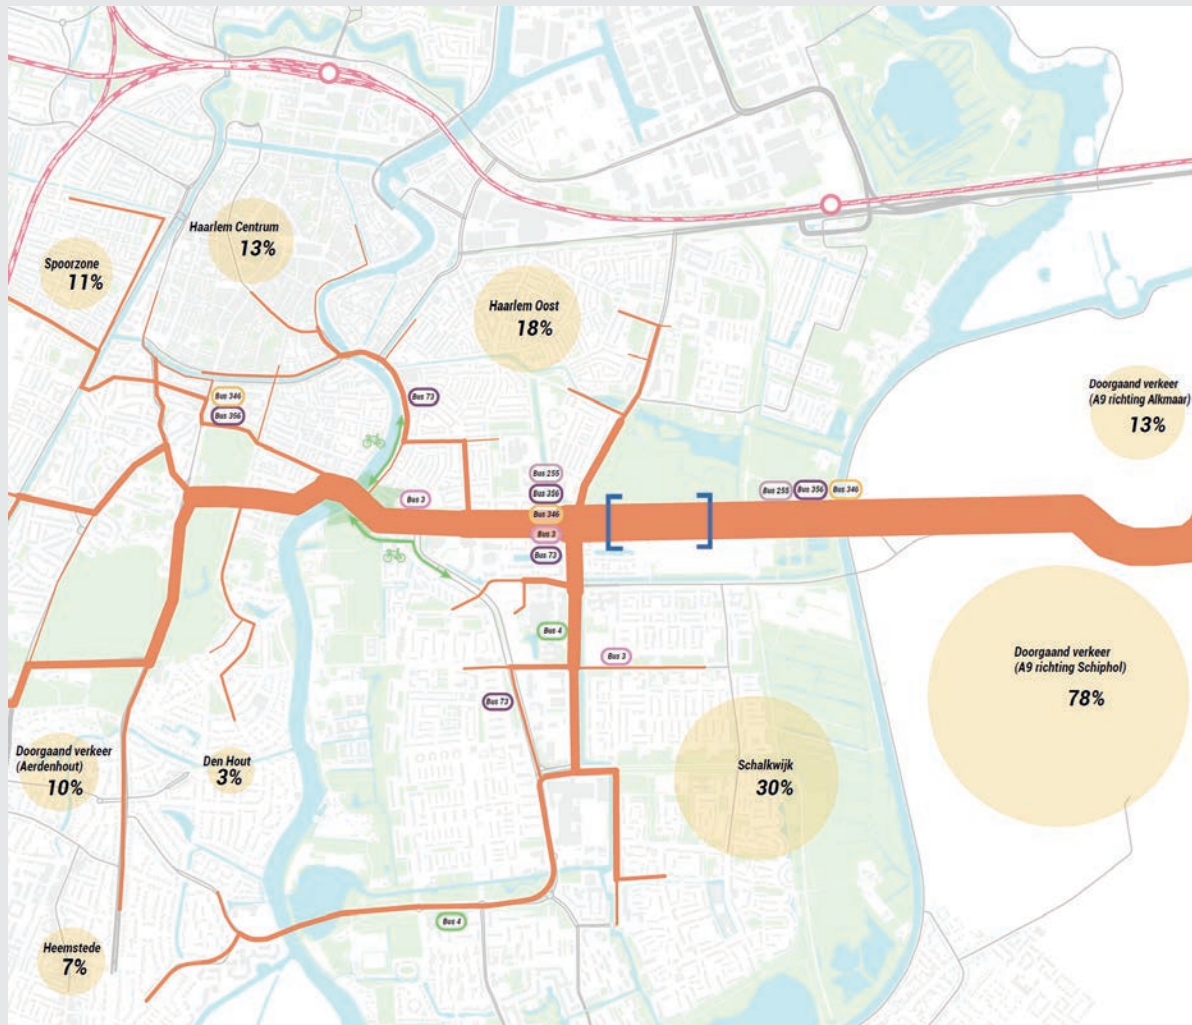 Haarlem Centrum
13%
Spoorzone
11%
Haarlem Oost
18%
Doorgaand verkeer
(A9 richting Alkmaar)
13%
Bus 346
Bus 356
Bus 73
Bus 3
Bus 255
Bus 356
Bus 346
Bus 3
Bus 73
Bus 255
Bus 356
Bus 346
Bus 4
Bus 3
Bus 73
Doorgaand verkeer
(A9 richting Schiphol)
78%
Doorgaand verkeer
(Aerdenhout)
10%
Den Hout
3%
Schalkwijk
30%
Bus 4
Heemstede
7%